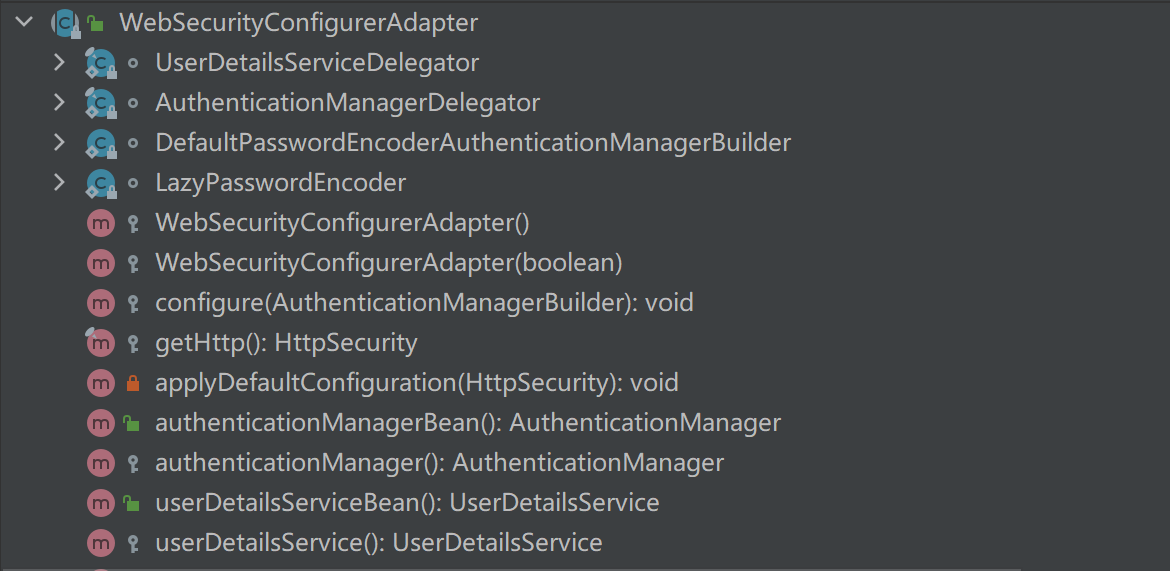 WebSecurityConfigurerAdapter
UserDetailsServiceDelegator
AuthenticationManagerDelegator
DefaultPasswordEncoderAuthenticationManagerBuilder
LazyPasswordEncoder
WebSecurityConfigurerAdapter()
WebSecurityConfigurerAdapter(boolean)
configure(AuthenticationManagerBuilder): void
getHttp(): HttpSecurity
applyDefaultConfiguration(HttpSecurity): void
authenticationManagerBean(): AuthenticationManager
authenticationManager(): AuthenticationManager
userDetailsServiceBean(): UserDetailsService
userDetailsService(): UserDetailsService